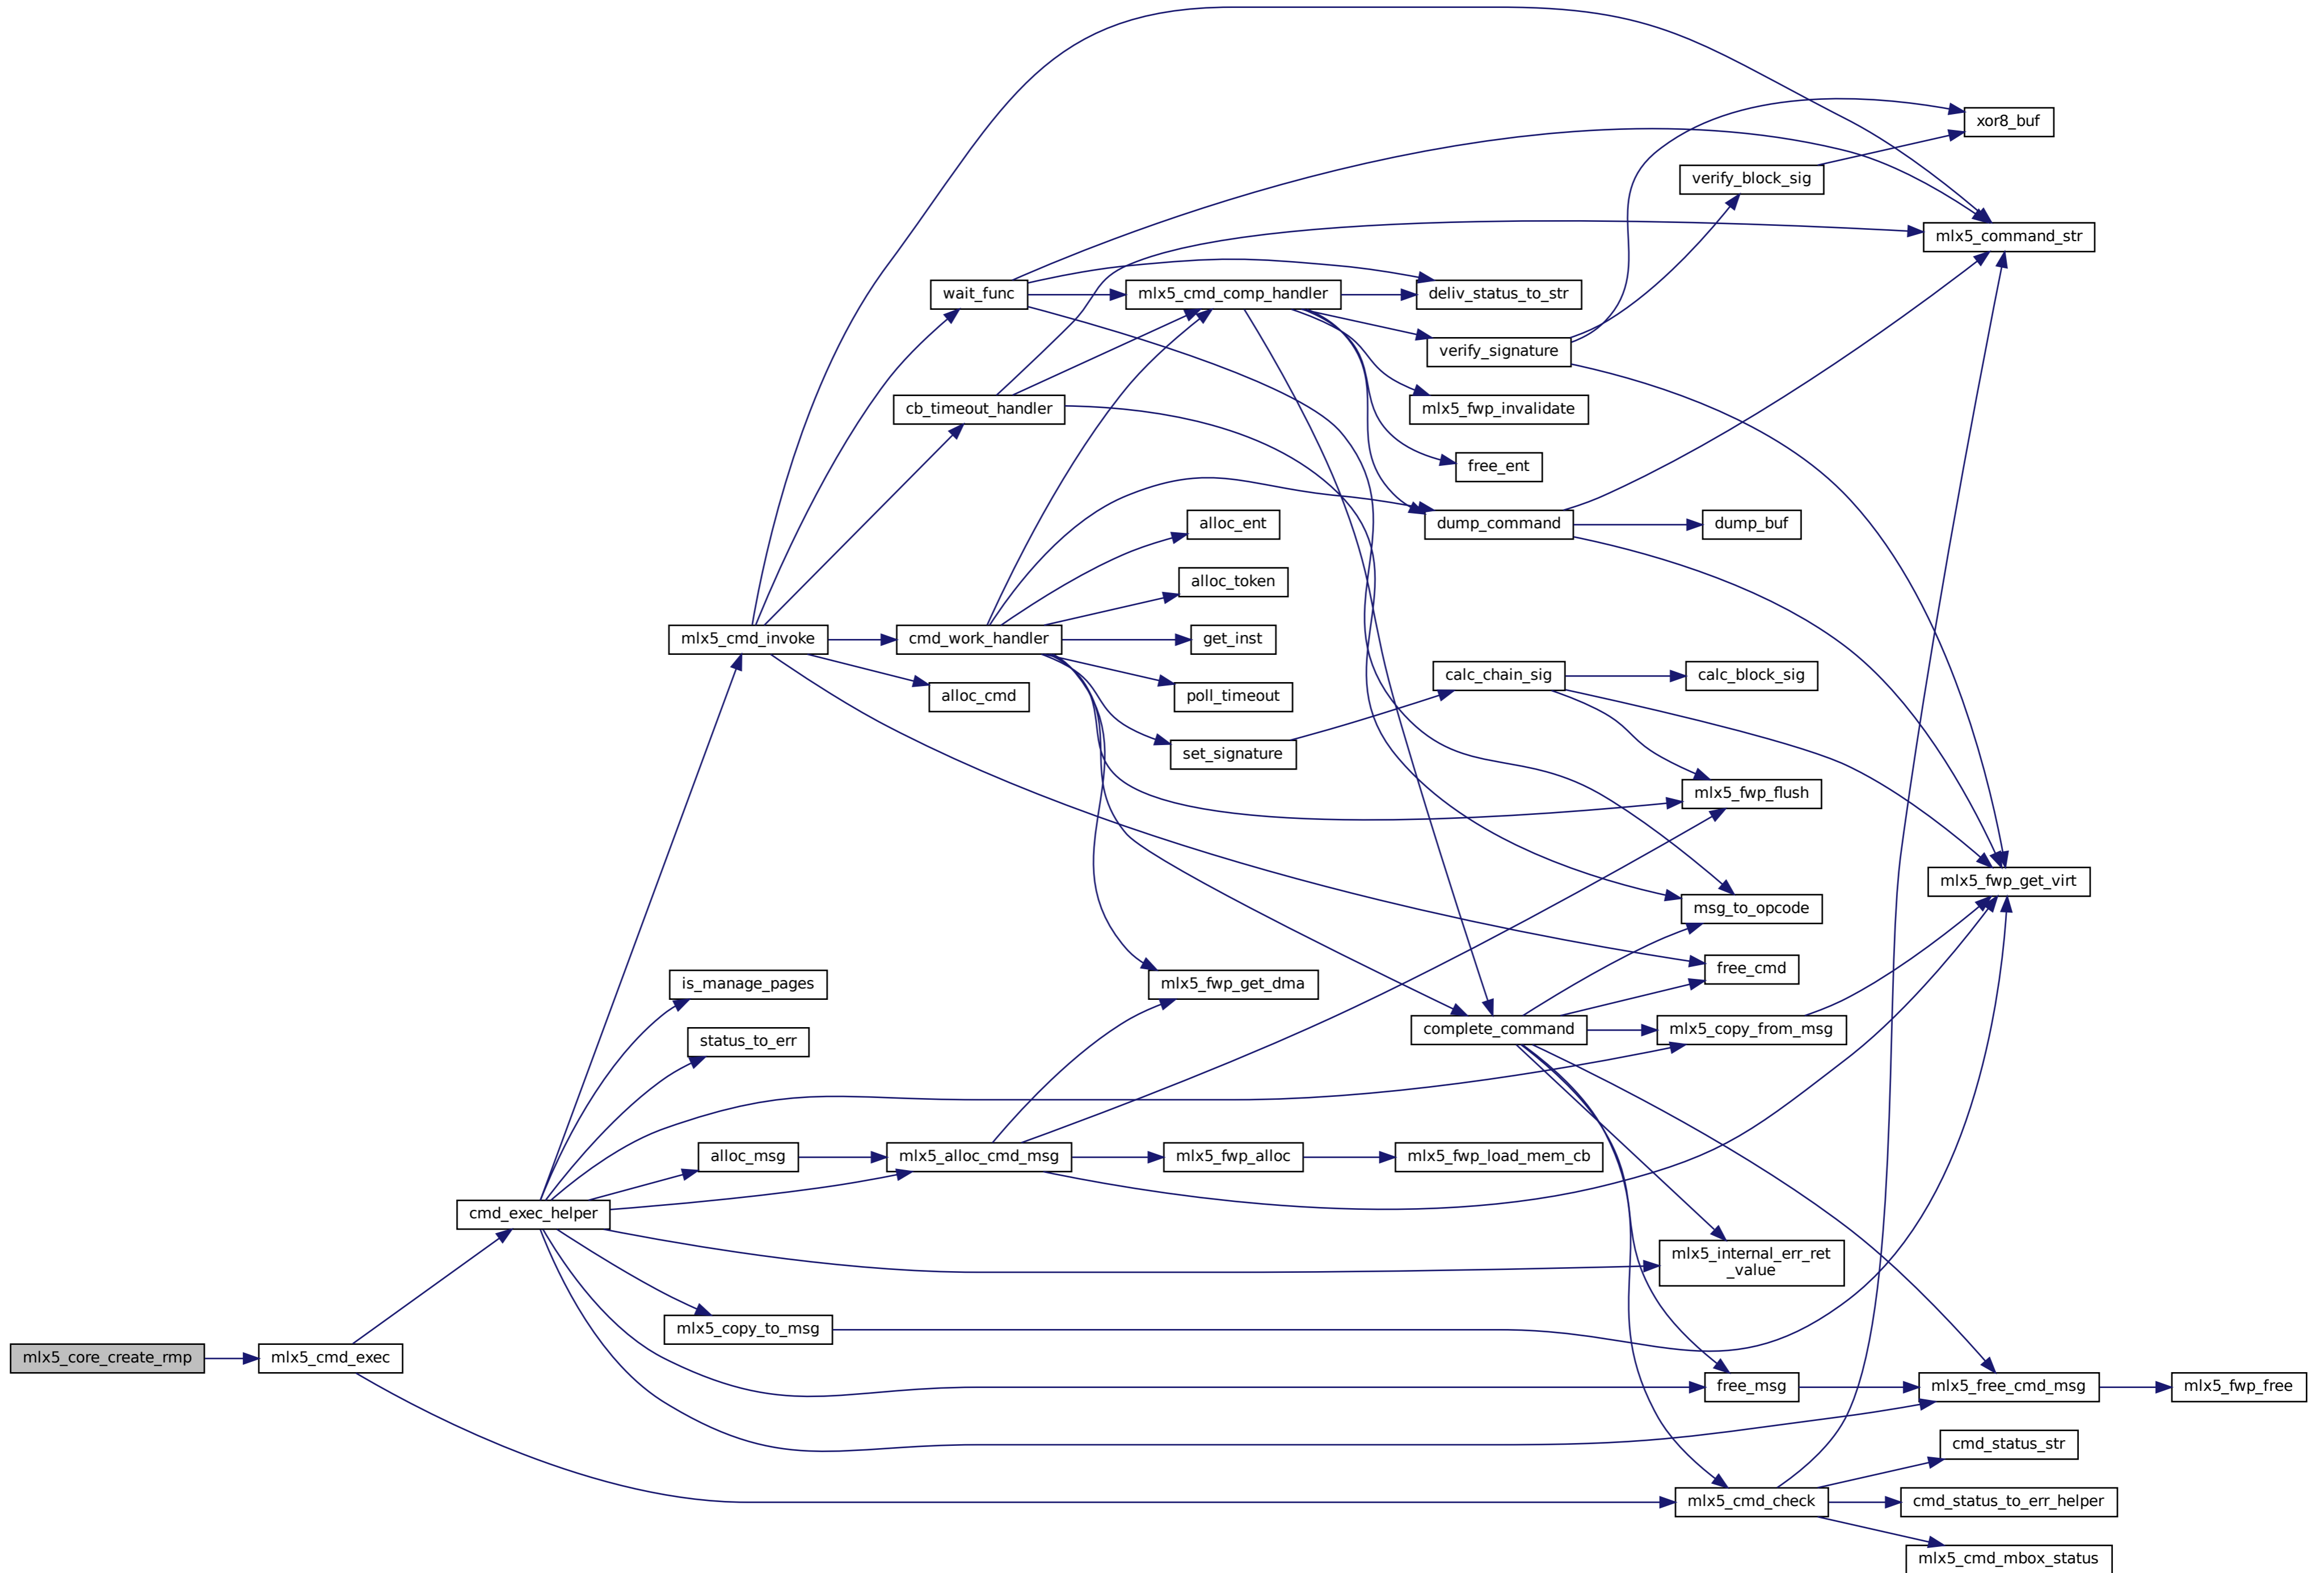 xor8_buf
verify_block_sig
mlx5_command_str
wait_func
mlx5_cmd_comp_handler
deliv_status_to_str
verify_signature
cb_timeout_handler
mlx5_fwp_invalidate
free_ent
alloc_ent
dump_command
dump_buf
alloc_token
mlx5_cmd_invoke
cmd_work_handler
get_inst
calc_chain_sig
calc_block_sig
alloc_cmd
poll_timeout
set_signature
mlx5_fwp_flush
mlx5_fwp_get_virt
msg_to_opcode
is_manage_pages
mlx5_fwp_get_dma
free_cmd
status_to_err
complete_command
mlx5_copy_from_msg
alloc_msg
mlx5_alloc_cmd_msg
mlx5_fwp_alloc
mlx5_fwp_load_mem_cb
cmd_exec_helper
mlx5_internal_err_ret
_value
mlx5_copy_to_msg
mlx5_core_create_rmp
mlx5_cmd_exec
free_msg
mlx5_free_cmd_msg
mlx5_fwp_free
cmd_status_str
mlx5_cmd_check
cmd_status_to_err_helper
mlx5_cmd_mbox_status